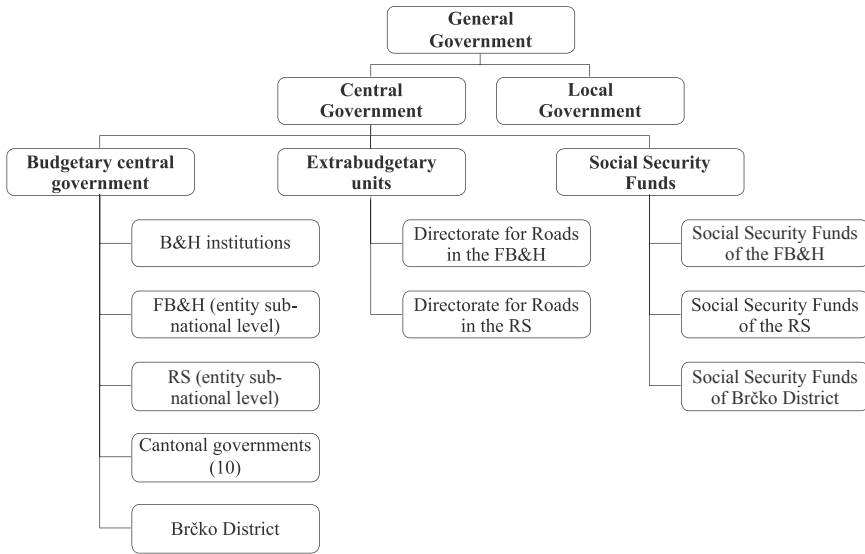 General
Government
Central
Government
Local
Government
Budgetary central
government
Extrabudgetary
units
Social Security
Funds
B&H institutions
FB&H (entity sub-
national level)
RS (entity sub-
national level)
Cantonal governments
(10)
Brčko District
Directorate for Roads
in the FB&H
Directorate for Roads
in the RS
Social Security Funds
of the FB&H
Social Security Funds
of the RS
Social Security Funds
of Brčko District